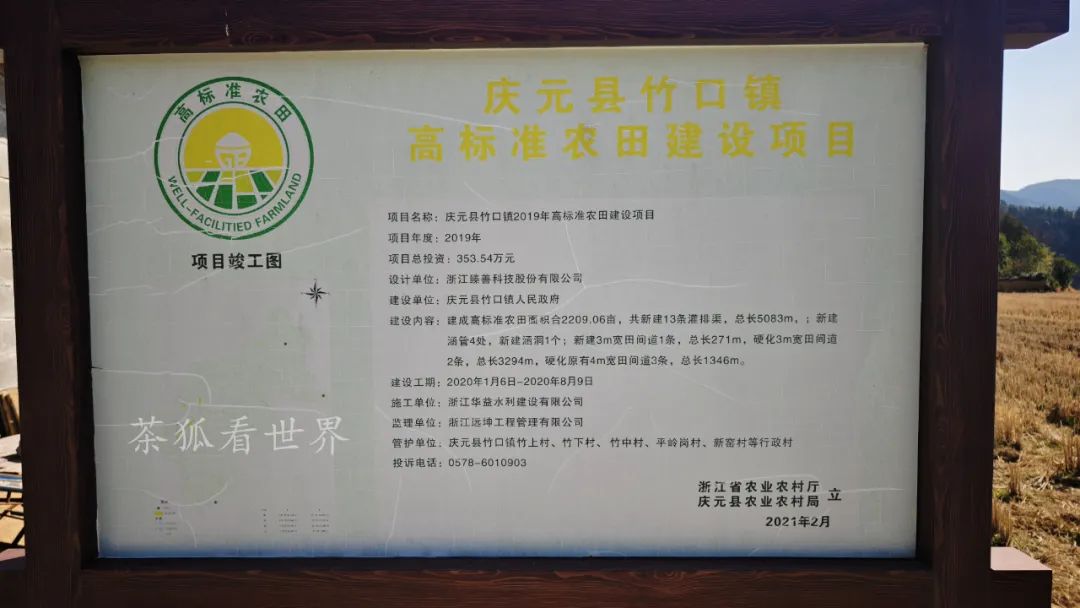 高标准农田
WELL-FACILITIED FARMLAND
项目竣工图
庆元县竹口镇
高标准农田建设项目
项目名称：庆元县竹口镇2019年高标准农田建设项目
项目年度：2019年
项目总投资：353.54万元
设计单位：浙江臻善科技股份有限公司
建设单位：庆元县竹口镇人民政府
建设内容：建成高标准农田面积合2209.06亩，共新建13条灌排渠，总长5083m，；新建
涵管4处，新建涵洞1个；新建3m宽田间道1条，总长271m，硬化3m宽田间道
2条，总长3294m，硬化原有4m宽田间道3条，总长1346m。
建设工期：2020年1月6日-2020年8月9日
施工单位：浙江华益水利建设有限公司
监理单位：浙江远坤工程管理有限公司
管护单位：庆元县竹口镇竹上村、竹下村、竹中村、平岭岗村、新窑村等行政村
投诉电话：0578-6010903
浙江省农业农村厅
庆元县农业农村局 立
2021年2月
茶狐看世界